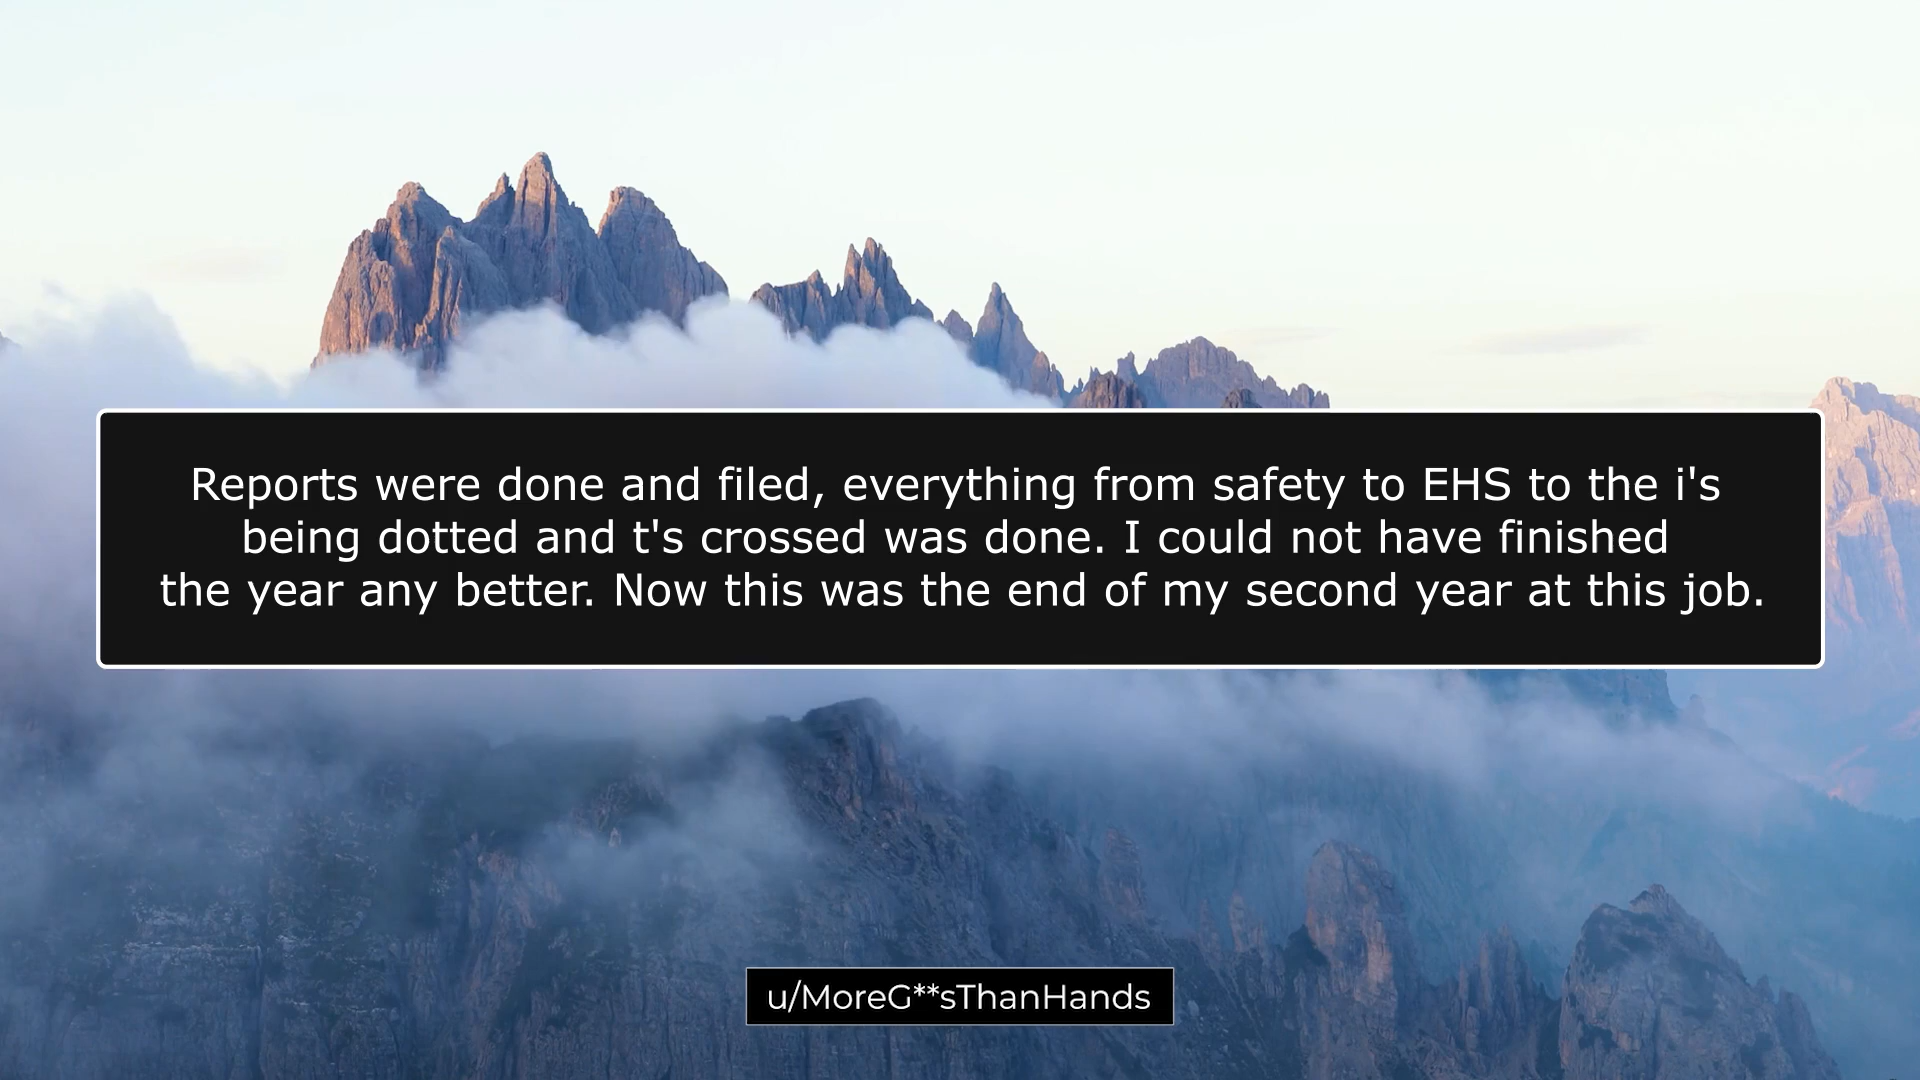 Reports were done and filed, everything from safety to EHS to the i's
being dotted and t's crossed was done. I could not have finished
the year any better. Now this was the end of my second year at this job.
u/MoreG**sThanHands